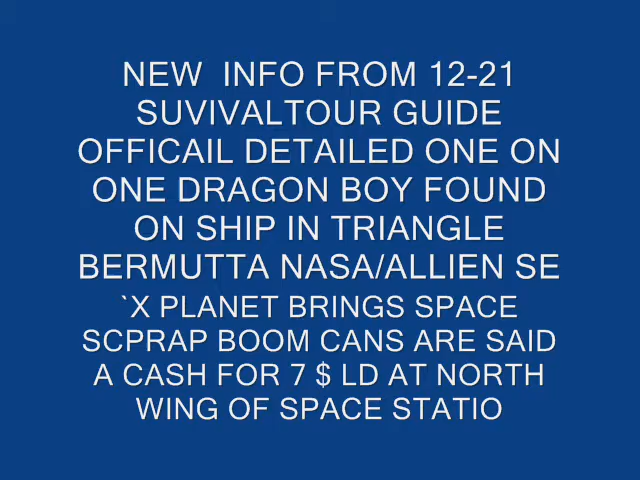 NEW  INFO FROM 12-21
SUVIVALTOUR GUIDE
OFFICAIL DETAILED ONE ON
ONE DRAGON BOY FOUND
ON SHIP IN TRIANGLE
BERMUTTA NASA/ALLIEN SE
`X PLANET BRINGS SPACE
SCPRAP BOOM CANS ARE SAID
A CASH FOR 7 $ LD AT NORTH
WING OF SPACE STATIO